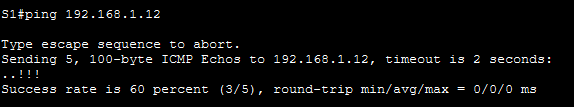 S1#ping 192.168.1.12
Type escape sequence to abort.
Sending 5, 100-byte ICMP Echos to 192.168.1.12, timeout is 2 seconds:
..!!!
Success rate is 60 percent (3/5), round-trip min/avg/max = 0/0/0 ms